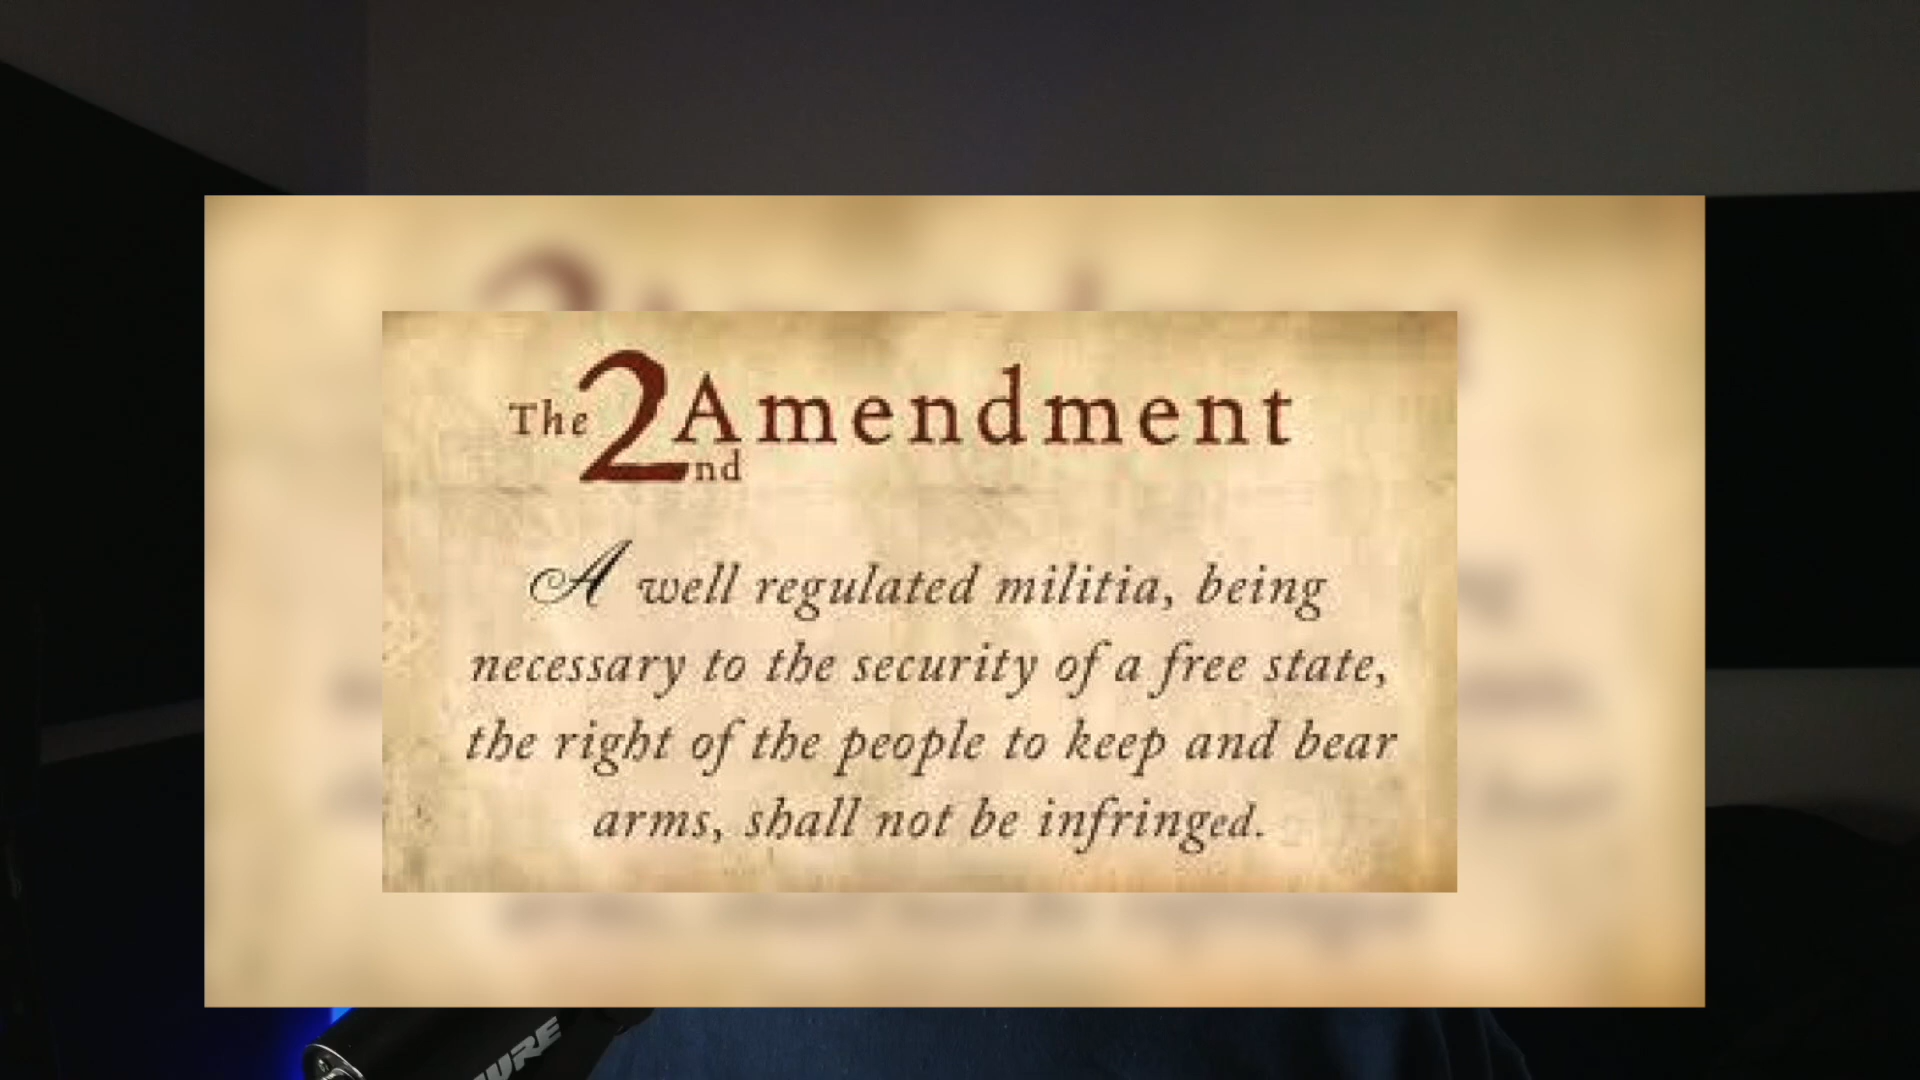 The 2nd Amendment
A well regulated militia, being
necessary to the security of a free state,
the right of the people to keep and bear
arms, shall not be infringed.